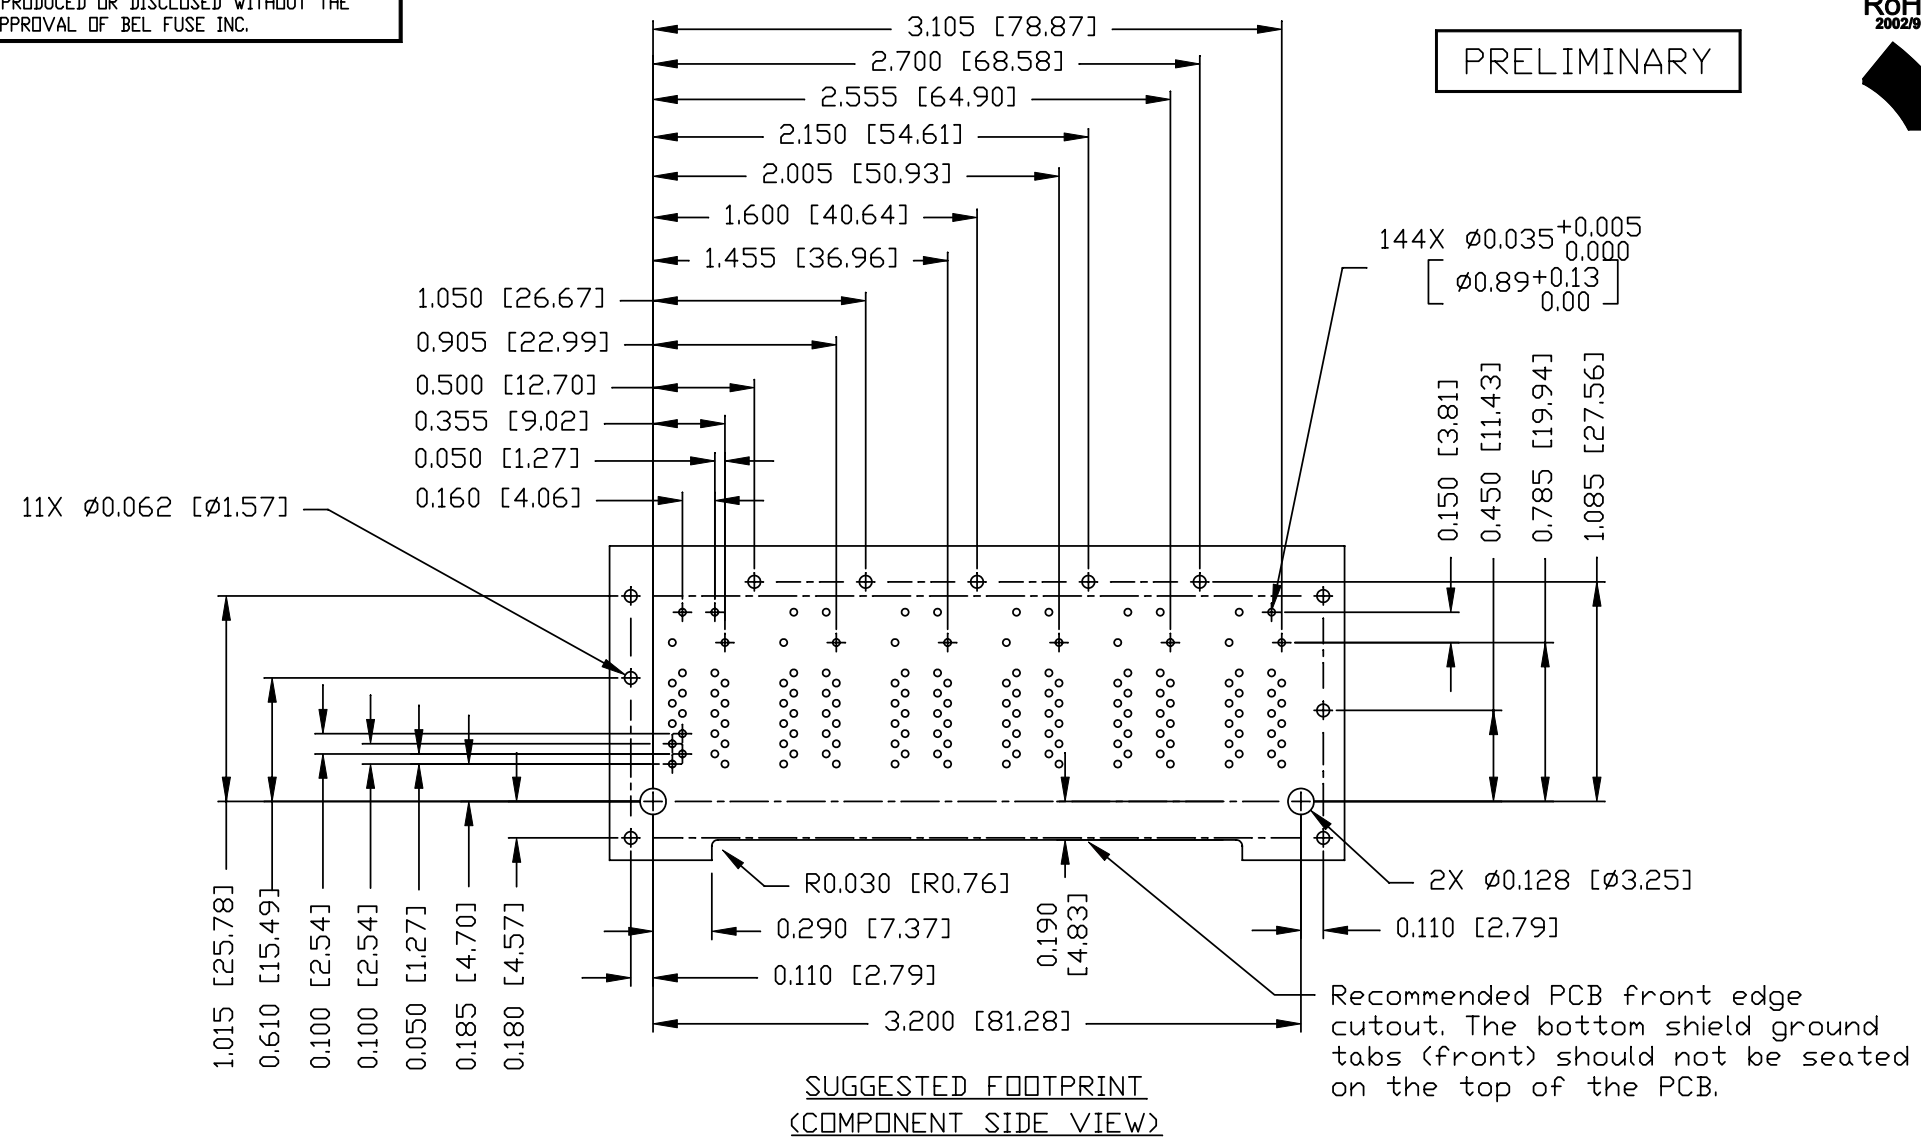 PRODUCED OR DISCLOSED WITHOUT THE
PPROVAL OF BEL FUSE INC.
RoH
2002/9
PRELIMINARY
3.105 [78.87]
2.700 [68.58]
2.555 [64.90]
2.150 [54.61]
2.005 [50.93]
1.600 [40.64]
1.455 [36.96]
1.050 [26.67]
0.905 [22.99]
0.500 [12.70]
0.355 [9.02]
0.050 [1.27]
0.160 [4.06]
11X Ø0.062 [Ø1.57]
144X Ø0.035 +0.005
0.000
[Ø0.89 +0.13
0.00]
0.150 [3.81]
0.450 [11.43]
0.785 [19.94]
1.085 [27.56]
1.015 [25.78]
0.610 [15.49]
0.100 [2.54]
0.100 [2.54]
0.050 [1.27]
0.185 [4.70]
0.180 [4.57]
R0.030 [R0.76]
0.290 [7.37]
0.110 [2.79]
3.200 [81.28]
0.190
[4.83]
2X Ø0.128 [Ø3.25]
0.110 [2.79]
Recommended PCB front edge
cutout. The bottom shield ground
tabs (front) should not be seated
on the top of the PCB.
SUGGESTED FOOTPRINT
(COMPONENT SIDE VIEW)